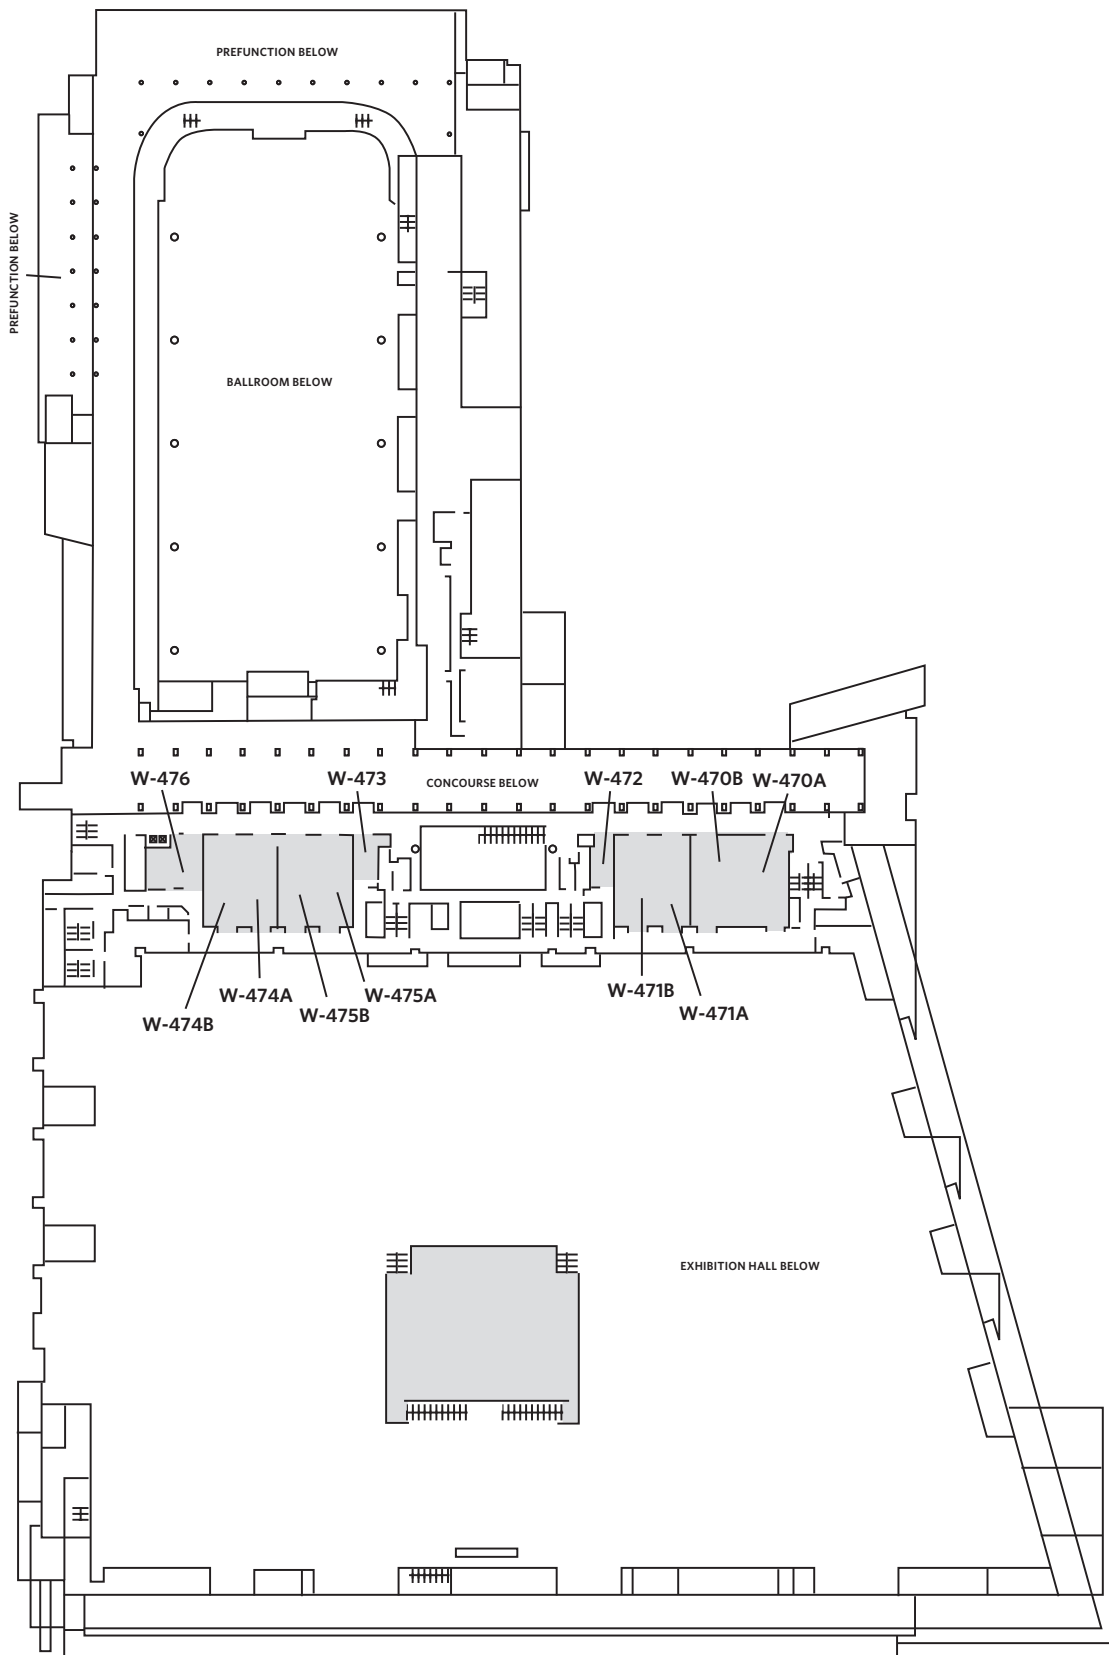 PREFUNCTION BELOW
PREFUNCTION BELOW
BALLROOM BELOW
W-476
W-473
CONCOURSE BELOW
W-472
W-470B
W-470A
W-474B
W-474A
W-475B
W-475A
W-471B
W-471A
EXHIBITION HALL BELOW